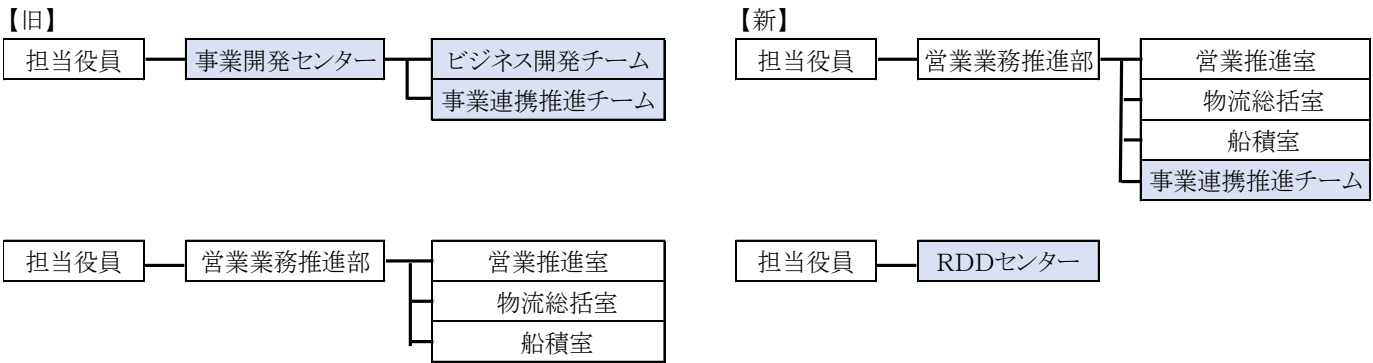 【旧】
担当役員
事業開発センター
ビジネス開発チーム
事業連携推進チーム
担当役員
営業業務推進部
営業推進室
物流総括室
船積室
【新】
担当役員
営業業務推進部
営業推進室
物流総括室
船積室
事業連携推進チーム
担当役員
RDDセンター